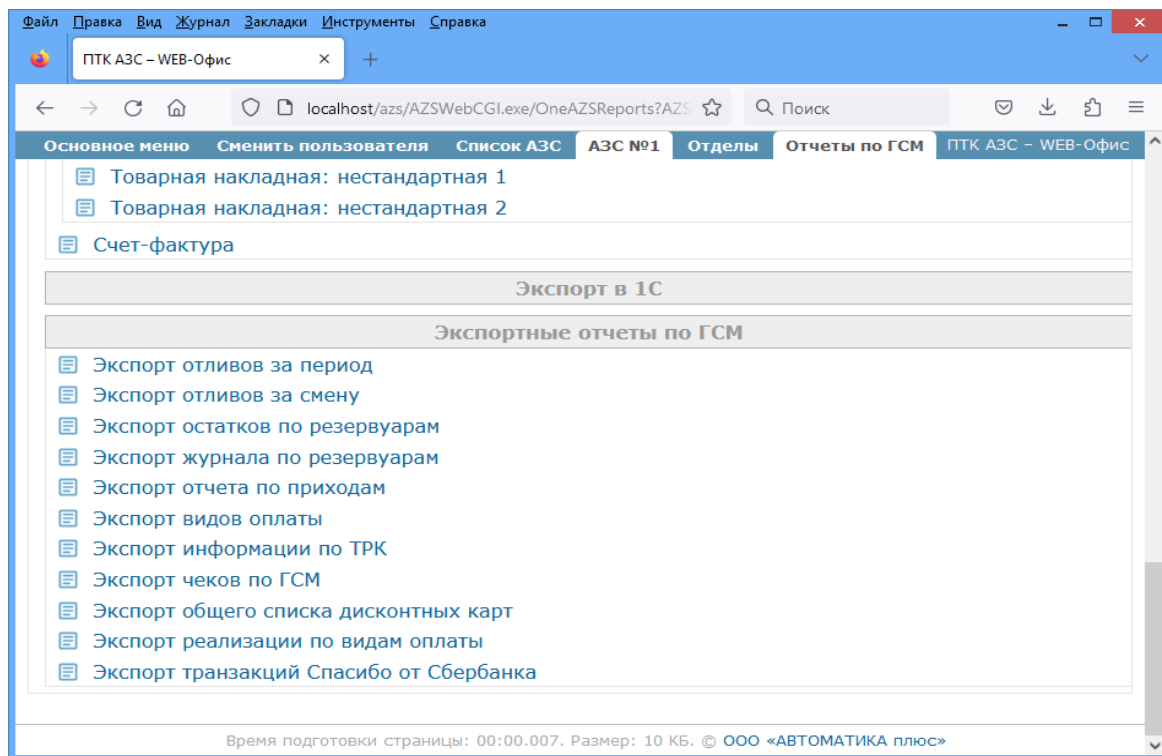 Файл Правка Вид Журнал Закладки Инструменты Справка
ПТК АЗС – WEB-Офис
localhost/azs/AZSWebCGI.exe/OneAZSReports?AZS
Поиск
Основное меню Сменить пользователя Список АЗС АЗС №1 Отделы Отчеты по ГСМ ПТК АЗС – WEB-Офис
Товарная накладная: нестандартная 1
Товарная накладная: нестандартная 2
Счет-фактура
Экспорт в 1С
Экспортные отчеты по ГСМ
Экспорт отливов за период
Экспорт отливов за смену
Экспорт остатков по резервуарам
Экспорт журнала по резервуарам
Экспорт отчета по приходам
Экспорт видов оплаты
Экспорт информации по ТРК
Экспорт чеков по ГСМ
Экспорт общего списка дисконтных карт
Экспорт реализации по видам оплаты
Экспорт транзакций Спасибо от Сбербанка
Время подготовки страницы: 00:00.007. Размер: 10 КБ. © ООО «АВТОМАТИКА плюс»